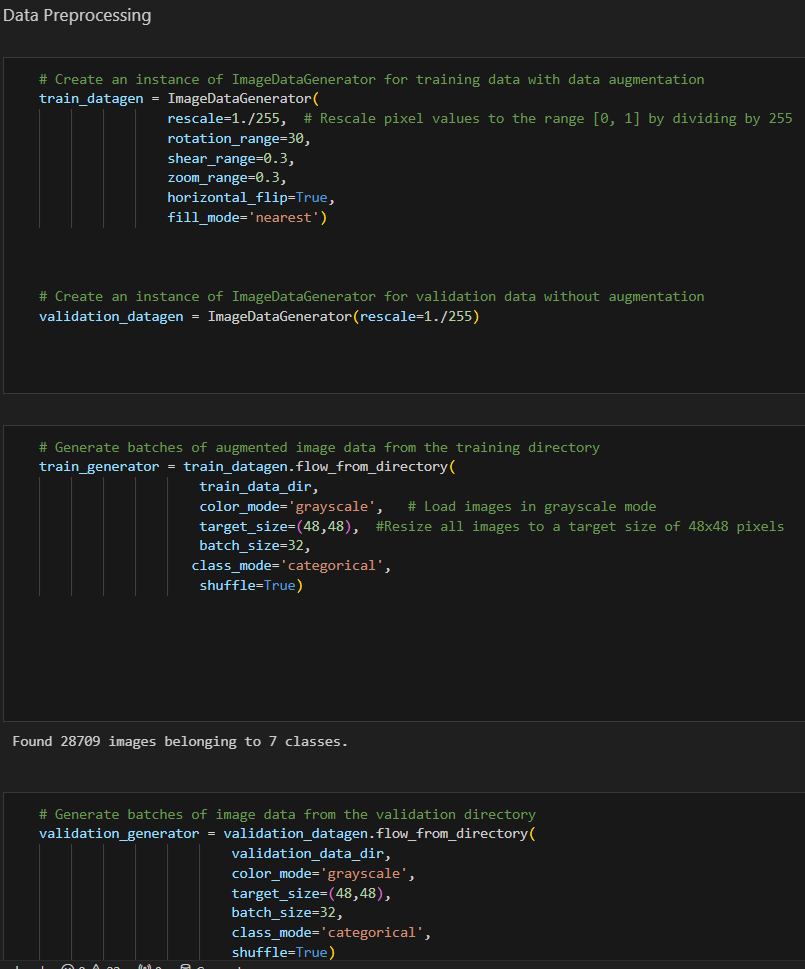 Data Preprocessing
# Create an instance of ImageDataGenerator for training data with data augmentation
train_datagen = ImageDataGenerator(
rescale=1./255,  # Rescale pixel values to the range [0, 1] by dividing by 255
rotation_range=30,
shear_range=0.3,
zoom_range=0.3,
horizontal_flip=True,
fill_mode='nearest')
# Create an instance of ImageDataGenerator for validation data without augmentation
validation_datagen = ImageDataGenerator(rescale=1./255)
# Generate batches of augmented image data from the training directory
train_generator = train_datagen.flow_from_directory(
train_data_dir,
color_mode='grayscale',   # Load images in grayscale mode
target_size=(48,48),  #Resize all images to a target size of 48x48 pixels
batch_size=32,
class_mode='categorical',
shuffle=True)
Found 28709 images belonging to 7 classes.
# Generate batches of image data from the validation directory
validation_generator = validation_datagen.flow_from_directory(
validation_data_dir,
color_mode='grayscale',
target_size=(48,48),
batch_size=32,
class_mode='categorical',
shuffle=True)